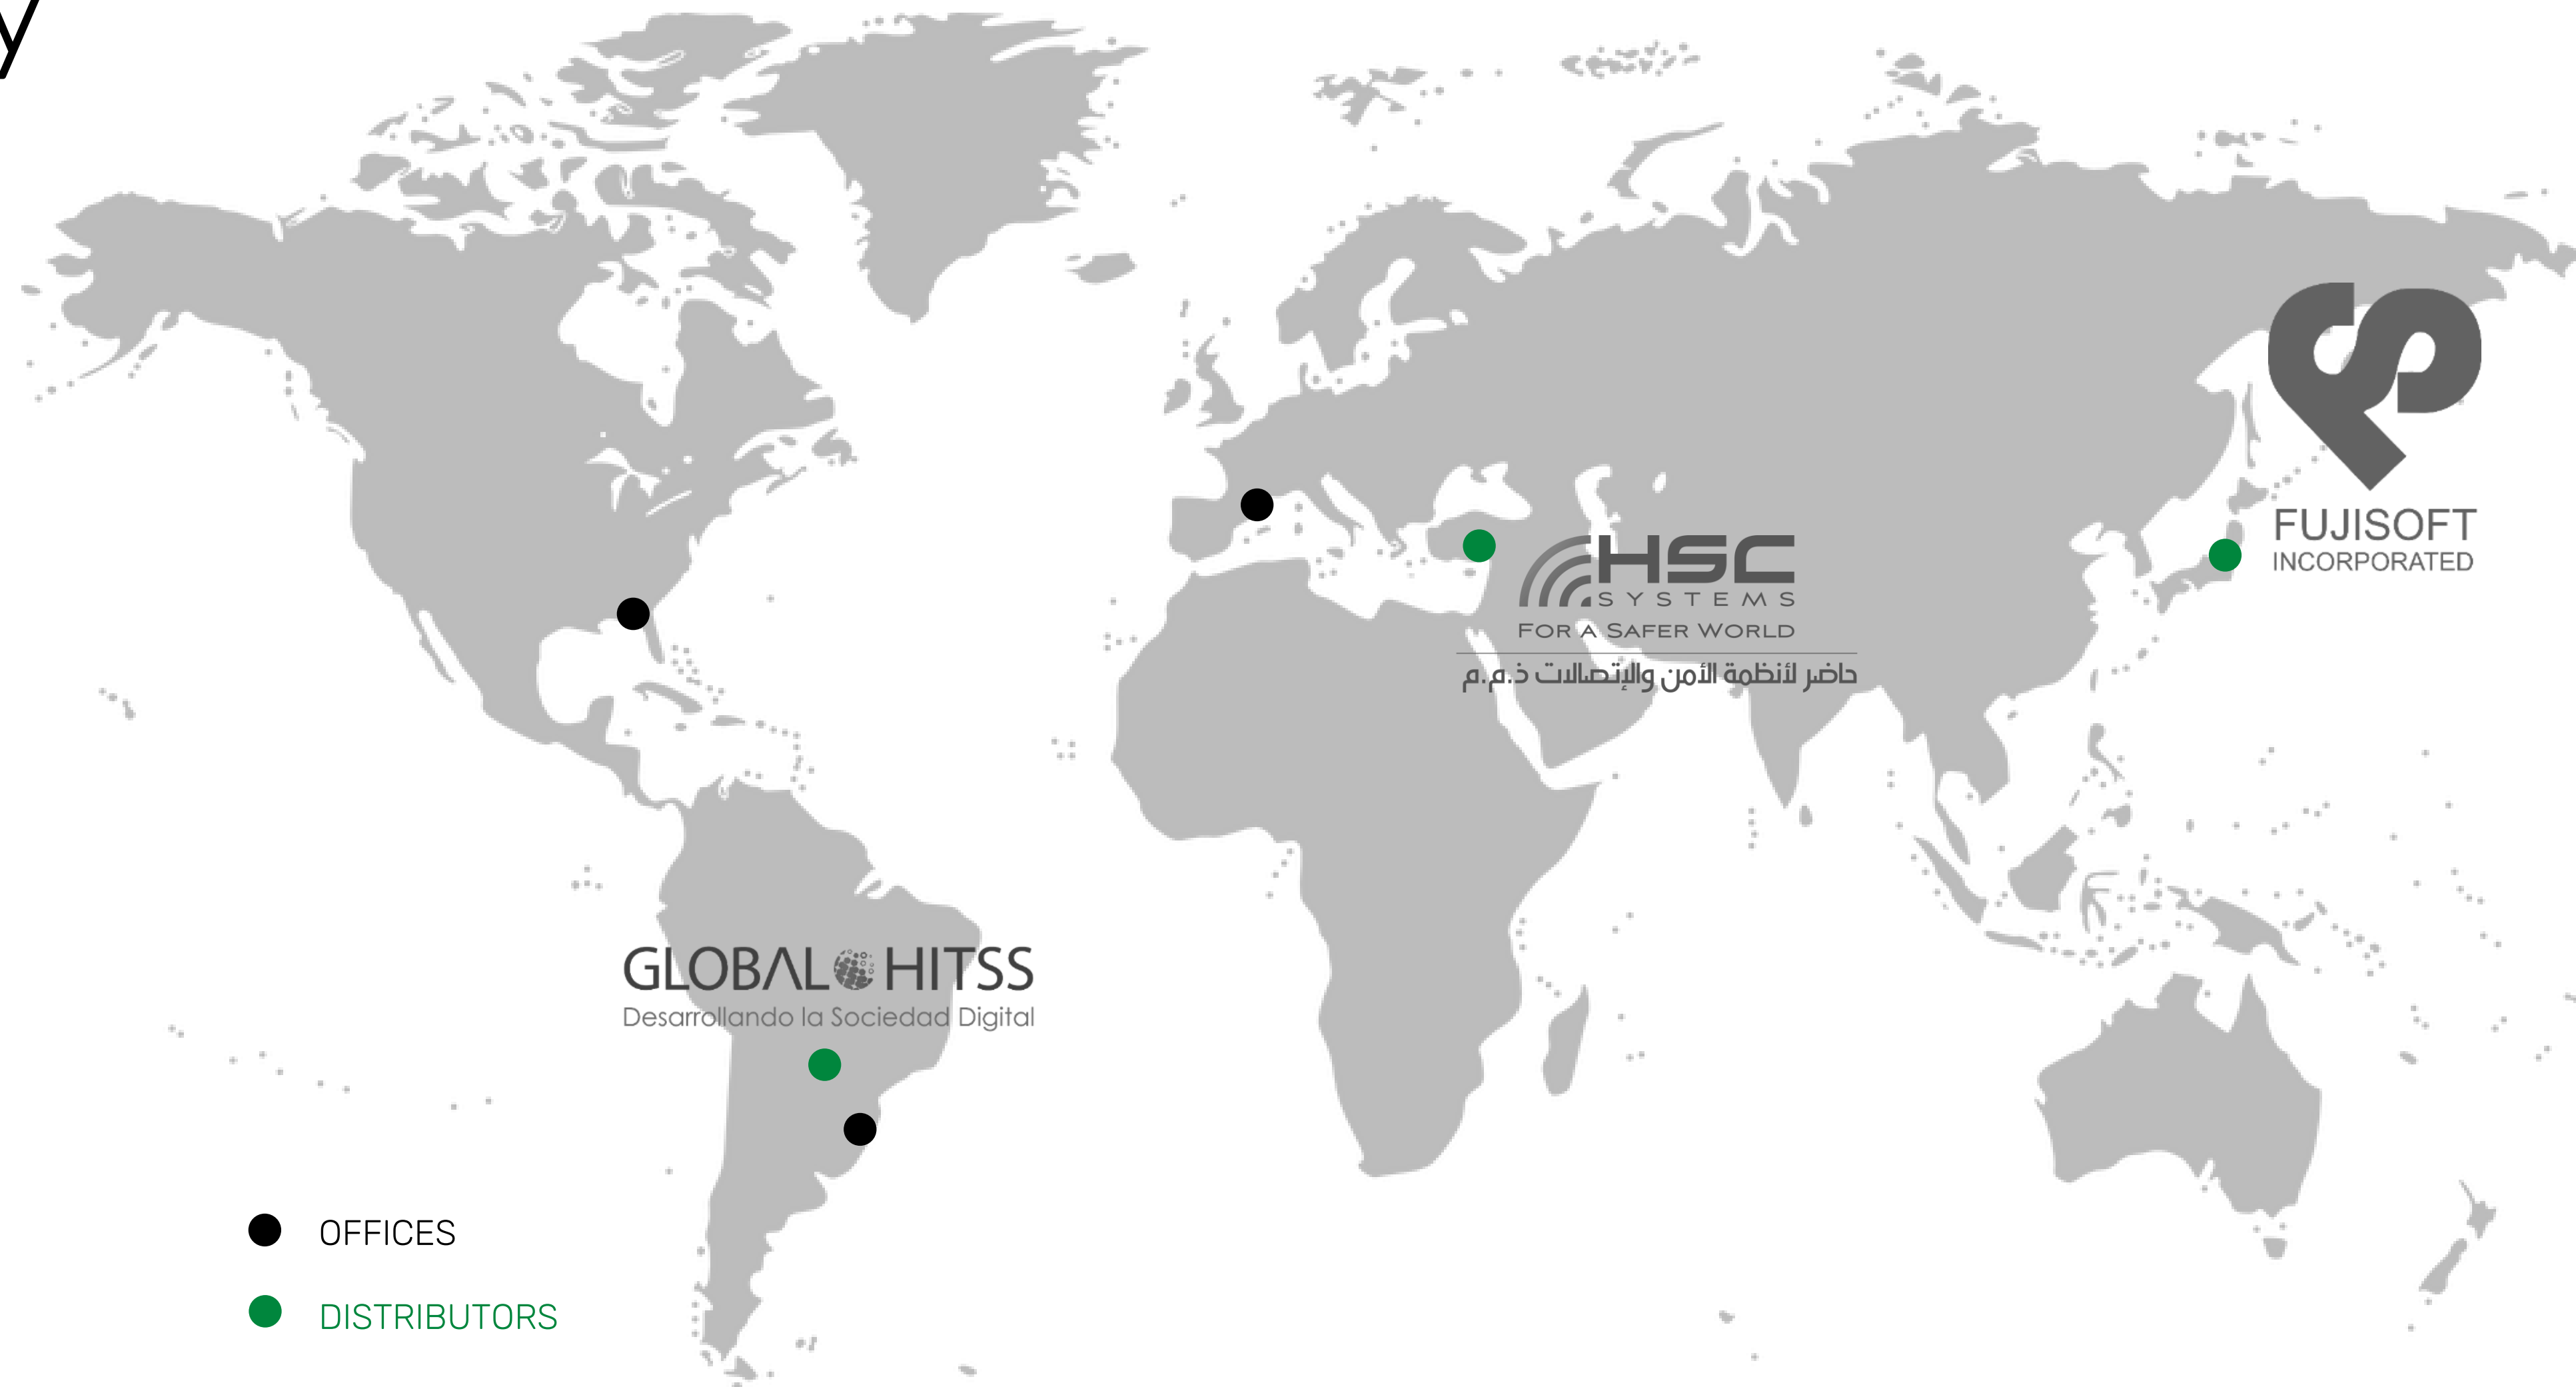 y
FUJISOFT
INCORPORATED
HSC
SYSTEMS
FOR A SAFER WORLD
حاضر لأنظمة الأمن والإتصالات ذ.م.م
GLOBAL HITSS
Desarrollando la Sociedad Digital
OFFICES
DISTRIBUTORS